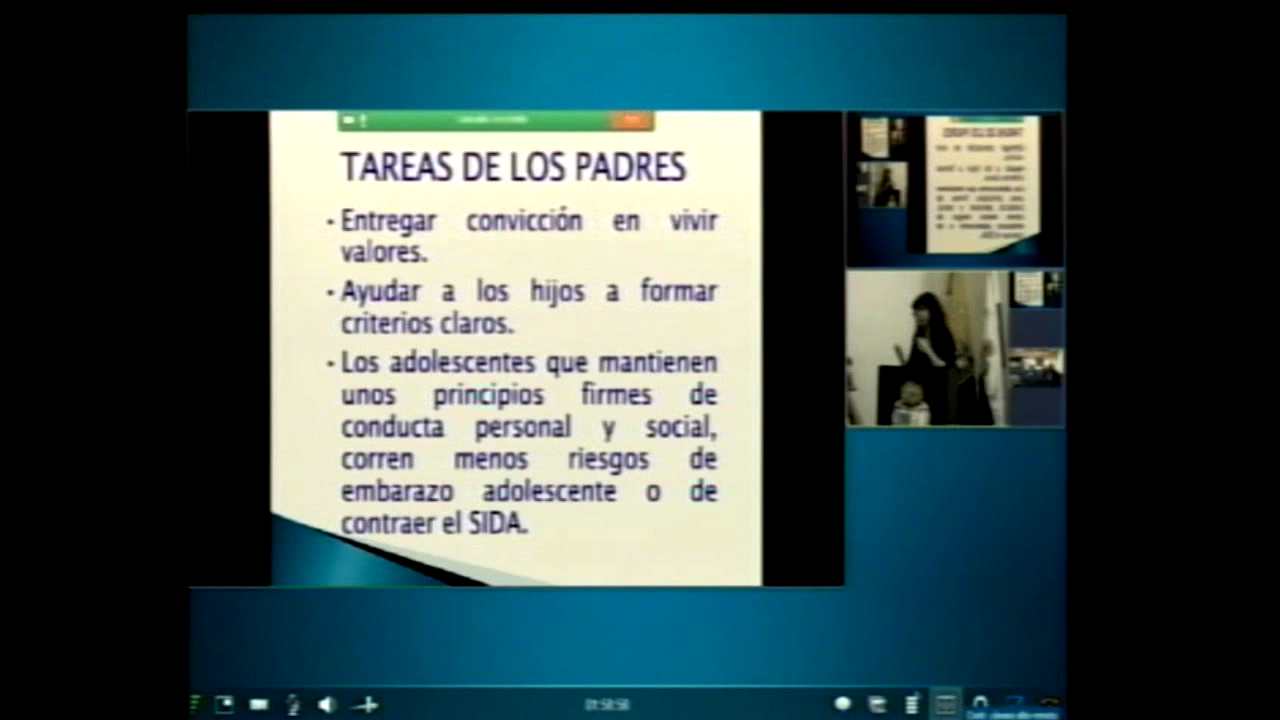 TAREAS DE LOS PADRES
· Entregar convicción en vivir
valores.
· Ayudar a los hijos a formar
criterios claros.
· Los adolescentes que mantienen
unos principios firmes de
conducta personal y social,
corren menos riesgos de
embarazo adolescente o de
contraer el SIDA.